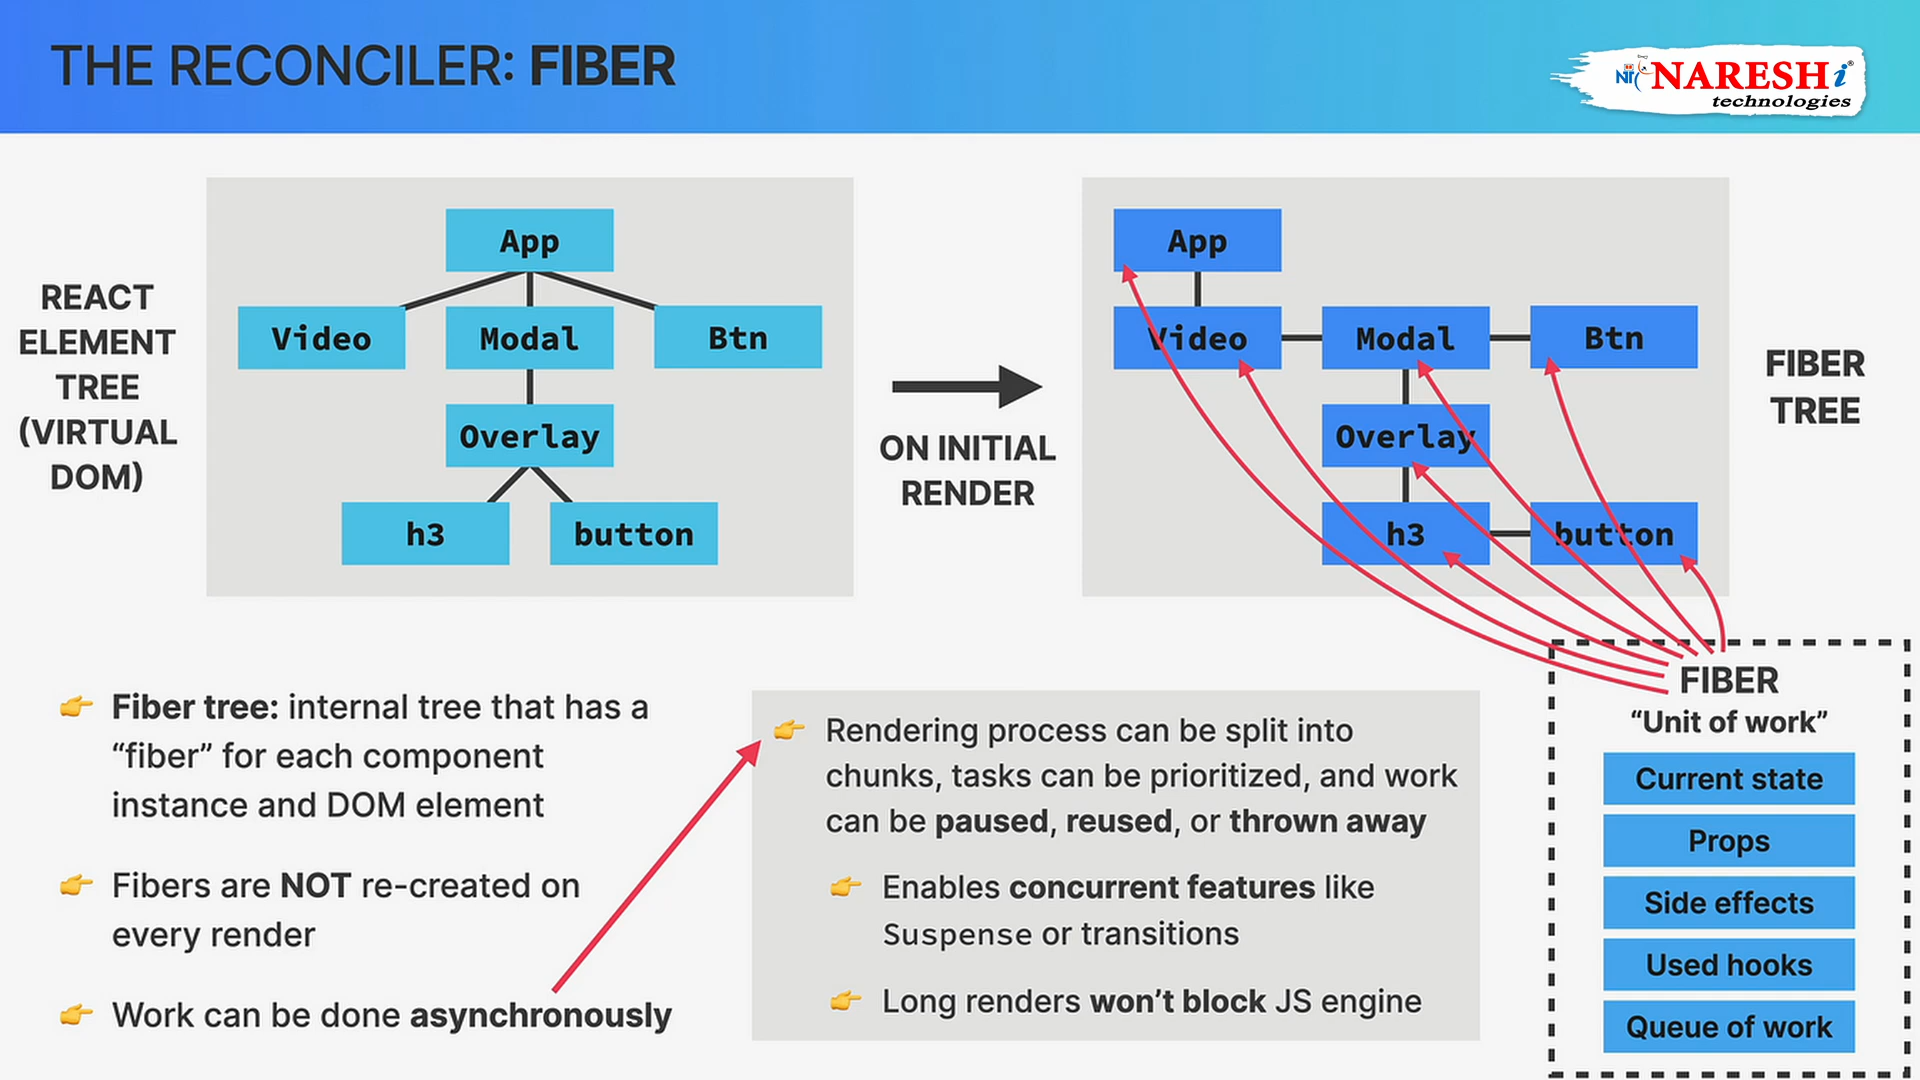 THE RECONCILER: FIBER
NT NARESH i ®
technologies
REACT
ELEMENT
TREE
(VIRTUAL
DOM)
App
Video
Modal
Btn
Overlay
h3
button
ON INITIAL
RENDER
App
Video
Modal
Btn
Overlay
h3
button
FIBER
TREE
👉 Fiber tree: internal tree that has a
“fiber” for each component
instance and DOM element
👉 Fibers are NOT re-created on
every render
👉 Work can be done asynchronously
👉 Rendering process can be split into
chunks, tasks can be prioritized, and work
can be paused, reused, or thrown away
👉 Enables concurrent features like
Suspense or transitions
👉 Long renders won’t block JS engine
FIBER
“Unit of work”
Current state
Props
Side effects
Used hooks
Queue of work